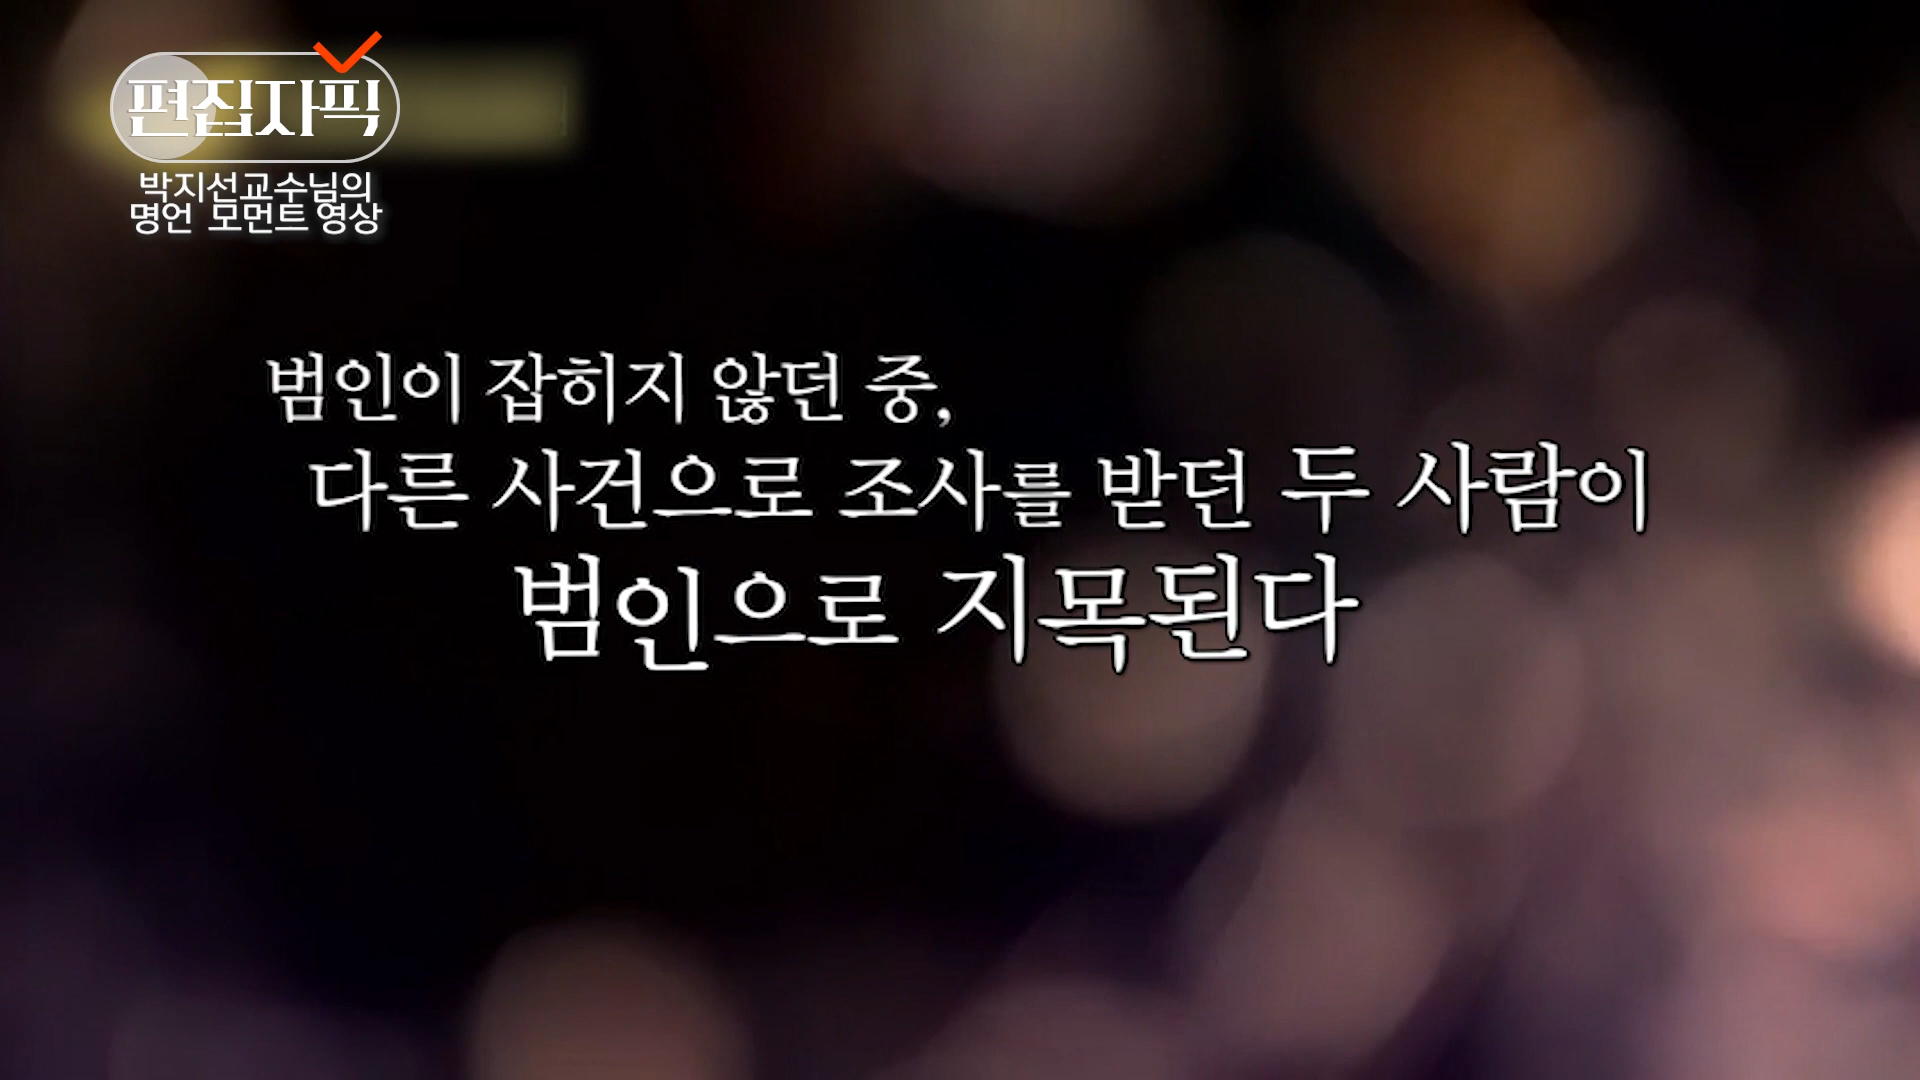 편집자픽
박지선교수님의
명언 모먼트 영상
범인이 잡히지 않던 중,
다른 사건으로 조사를 받던 두 사람이
범인으로 지목된다